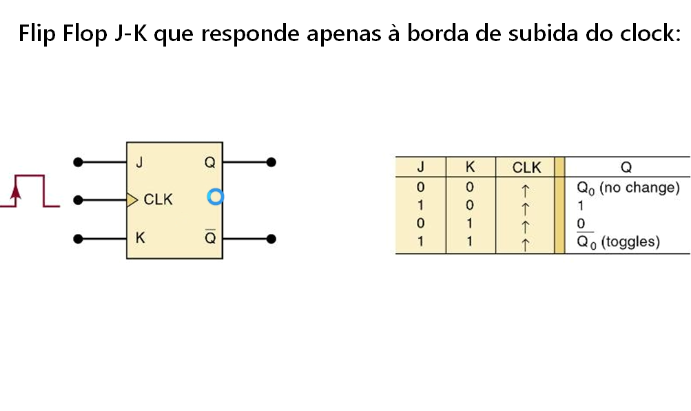 Flip Flop J-K que responde apenas à borda de subida do clock:
J Q
CLK
K Q̅
J K CLK Q
0 0 ↑ Q₀ (no change)
1 0 ↑ 1
0 1 ↑ 0
1 1 ↑ Q̅₀ (toggles)